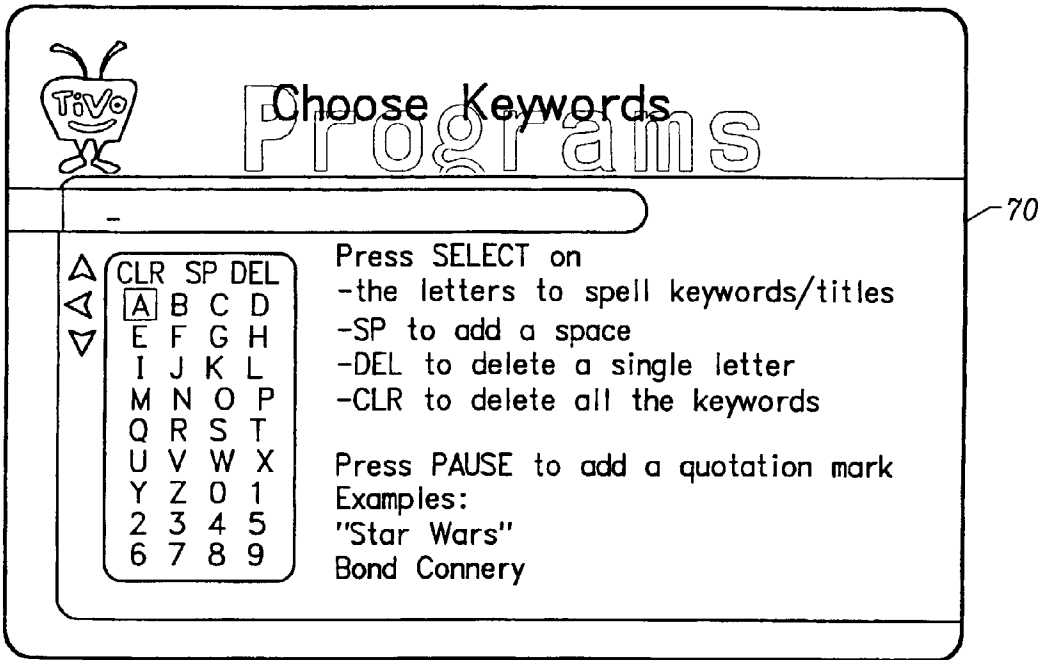 TiVo
Choose Keywords
Programs
70
CLR SP DEL
A B C D
E F G H
I J K L
M N O P
Q R S T
U V W X
Y Z 0 1
2 3 4 5
6 7 8 9
Press SELECT on
-the letters to spell keywords/titles
-SP to add a space
-DEL to delete a single letter
-CLR to delete all the keywords
Press PAUSE to add a quotation mark
Examples:
"Star Wars"
Bond Connery